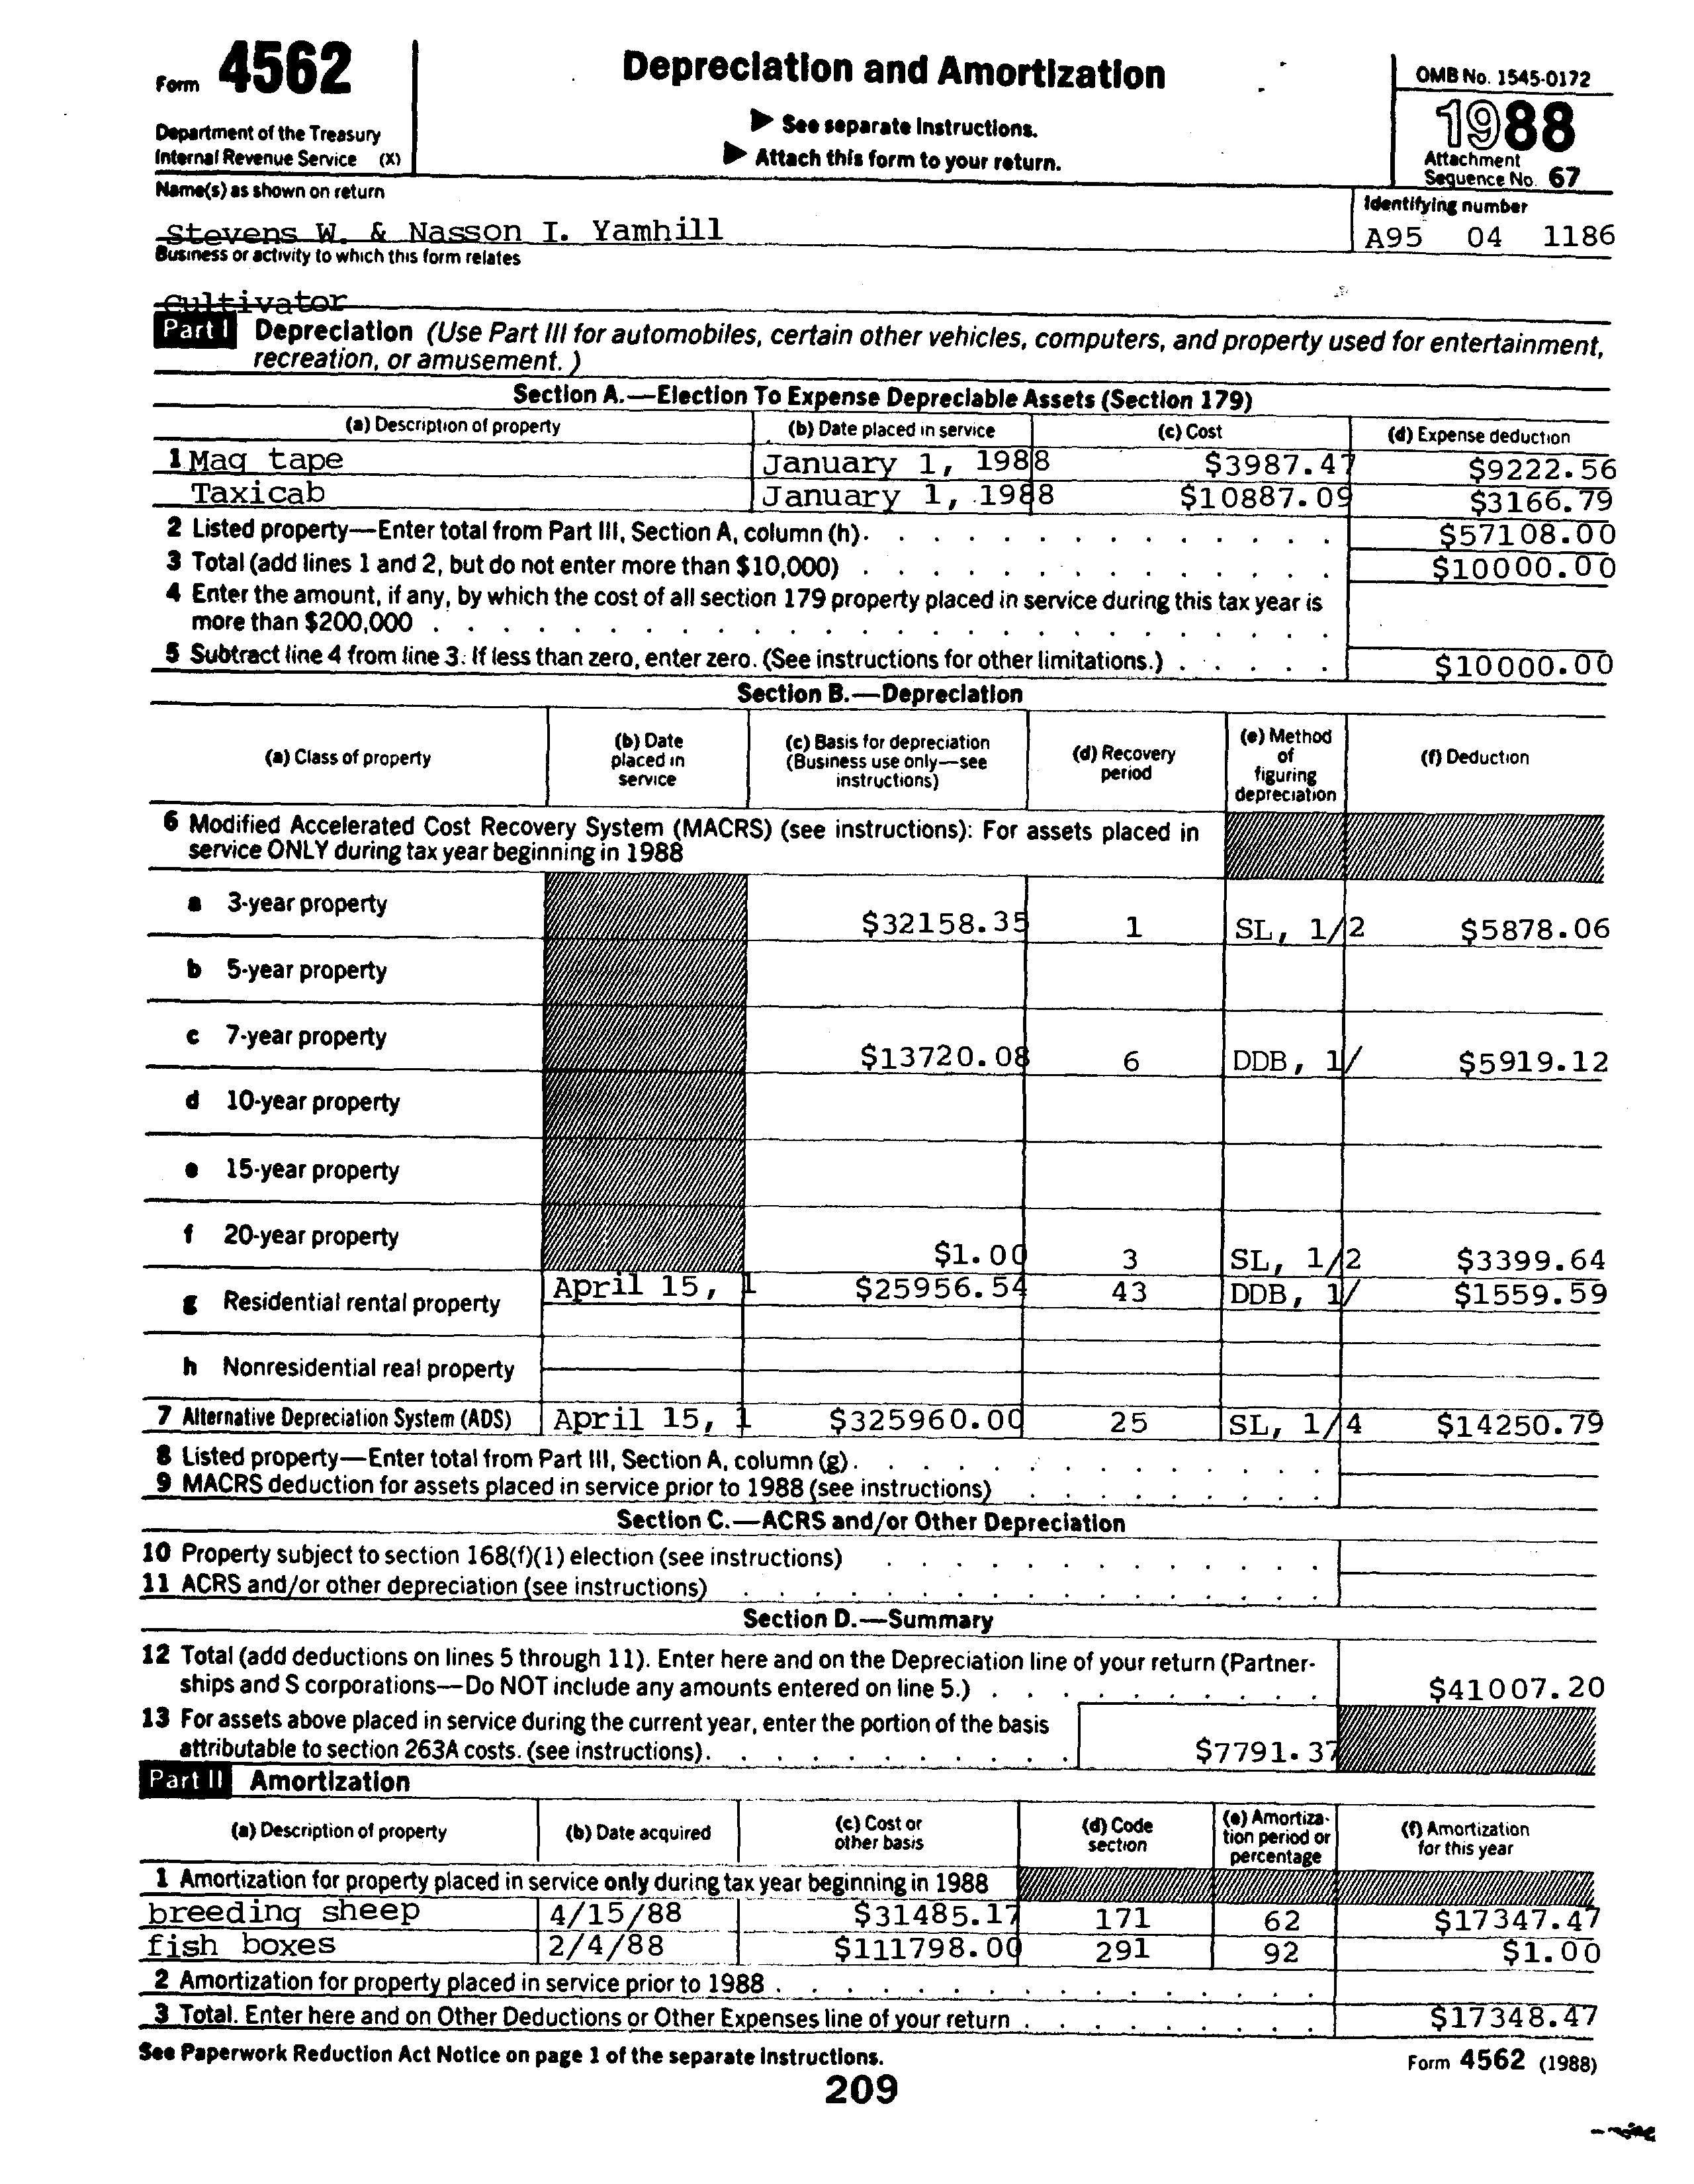 Form 4562
Department of the Treasury
Internal Revenue Service (X)
Depreciation and Amortization
▶ See separate Instructions.
▶ Attach this form to your return.
OMB No. 1545-0172
1988
Attachment
Sequence No. 67
Name(s) as shown on return
Stevens W. & Nasson I. Yamhill
Identifying number
A95 04 1186
Business or activity to which this form relates
cultivator
Part I Depreciation (Use Part III for automobiles, certain other vehicles, computers, and property used for entertainment,
recreation, or amusement.)
Section A.—Election To Expense Depreciable Assets (Section 179)
(a) Description of property (b) Date placed in service (c) Cost (d) Expense deduction
1 Mag tape January 1, 1988 $3987.47 $9222.56
Taxicab January 1, 1988 $10887.09 $3166.79
2 Listed property—Enter total from Part III, Section A, column (h). $57108.00
3 Total (add lines 1 and 2, but do not enter more than $10,000) $10000.00
4 Enter the amount, if any, by which the cost of all section 179 property placed in service during this tax year is
more than $200,000
5 Subtract line 4 from line 3. If less than zero, enter zero. (See instructions for other limitations.) $10000.00
Section B.—Depreciation
(a) Class of property
(b) Date
placed in
service
(c) Basis for depreciation
(Business use only—see
instructions)
(d) Recovery
period
(e) Method
of
figuring
depreciation
(f) Deduction
6 Modified Accelerated Cost Recovery System (MACRS) (see instructions): For assets placed in
service ONLY during tax year beginning in 1988
a 3-year property $32158.35 1 SL, 1/2 $5878.06
b 5-year property
c 7-year property $13720.08 6 DDB, 1/ $5919.12
d 10-year property
e 15-year property
f 20-year property $1.00 3 SL, 1/2 $3399.64
g Residential rental property April 15, 1 $25956.54 43 DDB, 1/ $1559.59
h Nonresidential real property
7 Alternative Depreciation System (ADS) April 15, 1 $325960.00 25 SL, 1/4 $14250.79
8 Listed property—Enter total from Part III, Section A, column (g).
9 MACRS deduction for assets placed in service prior to 1988 (see instructions)
Section C.—ACRS and/or Other Depreciation
10 Property subject to section 168(f)(1) election (see instructions)
11 ACRS and/or other depreciation (see instructions)
Section D.—Summary
12 Total (add deductions on lines 5 through 11). Enter here and on the Depreciation line of your return (Partner-
ships and S corporations—Do NOT include any amounts entered on line 5.) $41007.20
13 For assets above placed in service during the current year, enter the portion of the basis
attributable to section 263A costs. (see instructions). $7791.37
Part II Amortization
(a) Description of property
(b) Date acquired
(c) Cost or
other basis
(d) Code
section
(e) Amortiza-
tion period or
percentage
(f) Amortization
for this year
1 Amortization for property placed in service only during tax year beginning in 1988
breeding sheep 4/15/88 $31485.17 171 62 $17347.47
fish boxes 2/4/88 $111798.00 291 92 $1.00
2 Amortization for property placed in service prior to 1988
3 Total. Enter here and on Other Deductions or Other Expenses line of your return $17348.47
See Paperwork Reduction Act Notice on page 1 of the separate Instructions.
Form 4562 (1988)
209